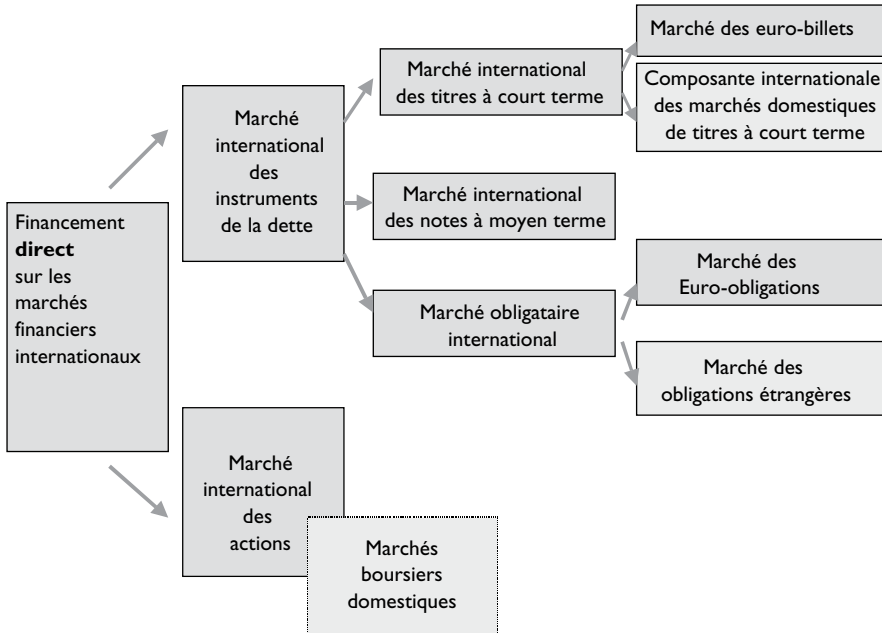 Financement
direct
sur les
marchés
financiers
internationaux
Marché
international
des
instruments
de la dette
Marché international
des titres à court terme
Marché des euro-billets
Composante internationale
des marchés domestiques
de titres à court terme
Marché international
des notes à moyen terme
Marché obligataire
international
Marché des
Euro-obligations
Marché des
obligations étrangères
Marché
international
des
actions
Marchés
boursiers
domestiques